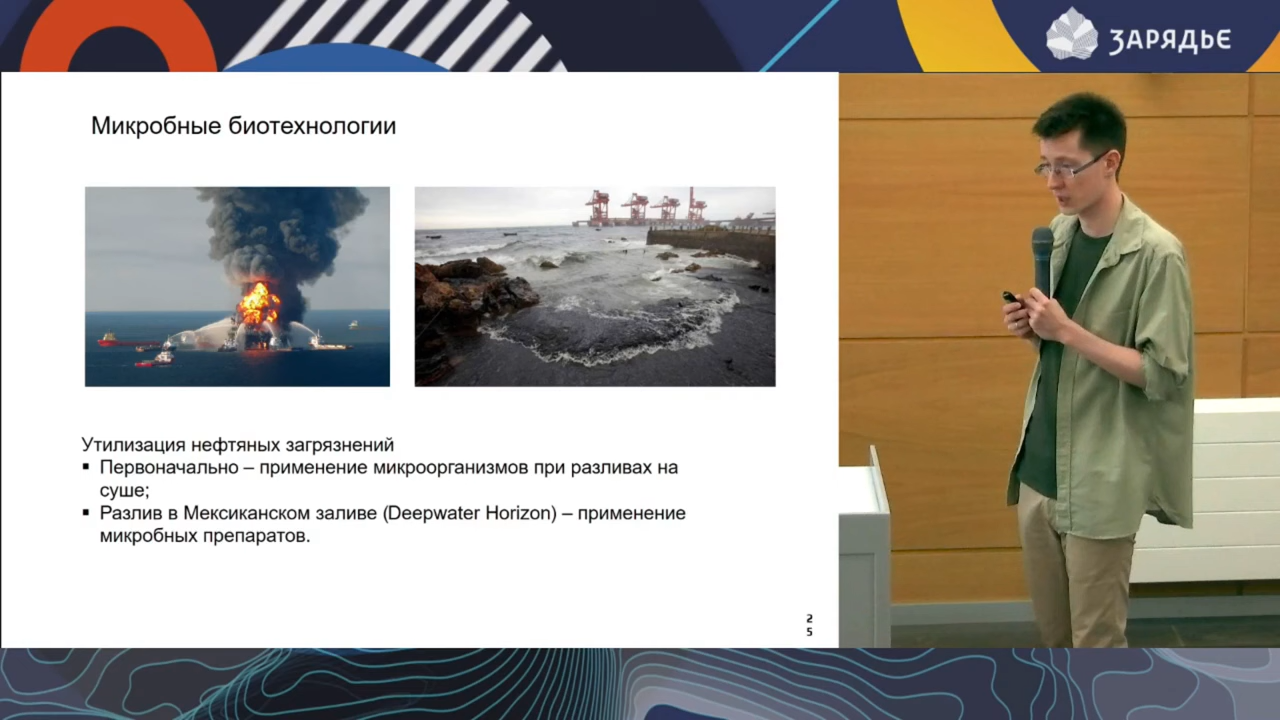 ЗАРЯДЬЕ
Микробные биотехнологии
Утилизация нефтяных загрязнений
▪ Первоначально – применение микроорганизмов при разливах на
суше;
▪ Разлив в Мексиканском заливе (Deepwater Horizon) – применение
микробных препаратов.
2
5